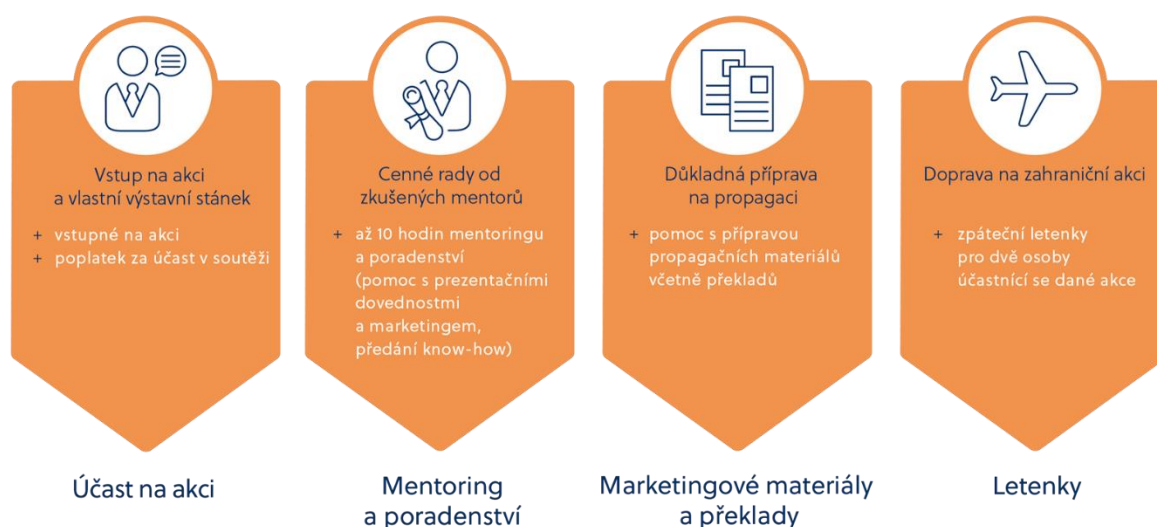 Vstup na akci
a vlastní výstavní stánek
+ vstupné na akci
+ poplatek za účast v soutěži
Účast na akci
Cenné rady od
zkušených mentorů
+ až 10 hodin mentoringu
a poradenství
(pomoc s prezentačními
dovednostmi
a marketingem,
předání know-how)
Mentoring
a poradenství
Důkladná příprava
na propagaci
+ pomoc s přípravou
propagačních materiálů
včetně překladů
Marketingové materiály
a překlady
Doprava na zahraniční akci
+ zpáteční letenky
pro dvě osoby
účastnící se dané akce
Letenky